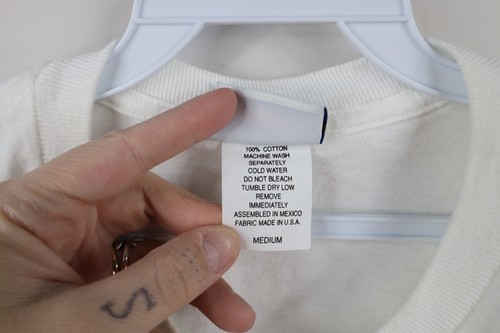 100% COTTON
MACHINE WASH
SEPARATELY
COLD WATER
DO NOT BLEACH
TUMBLE DRY LOW
REMOVE
IMMEDIATELY
ASSEMBLED IN MEXICO
FABRIC MADE IN U.S.A.
MEDIUM
S